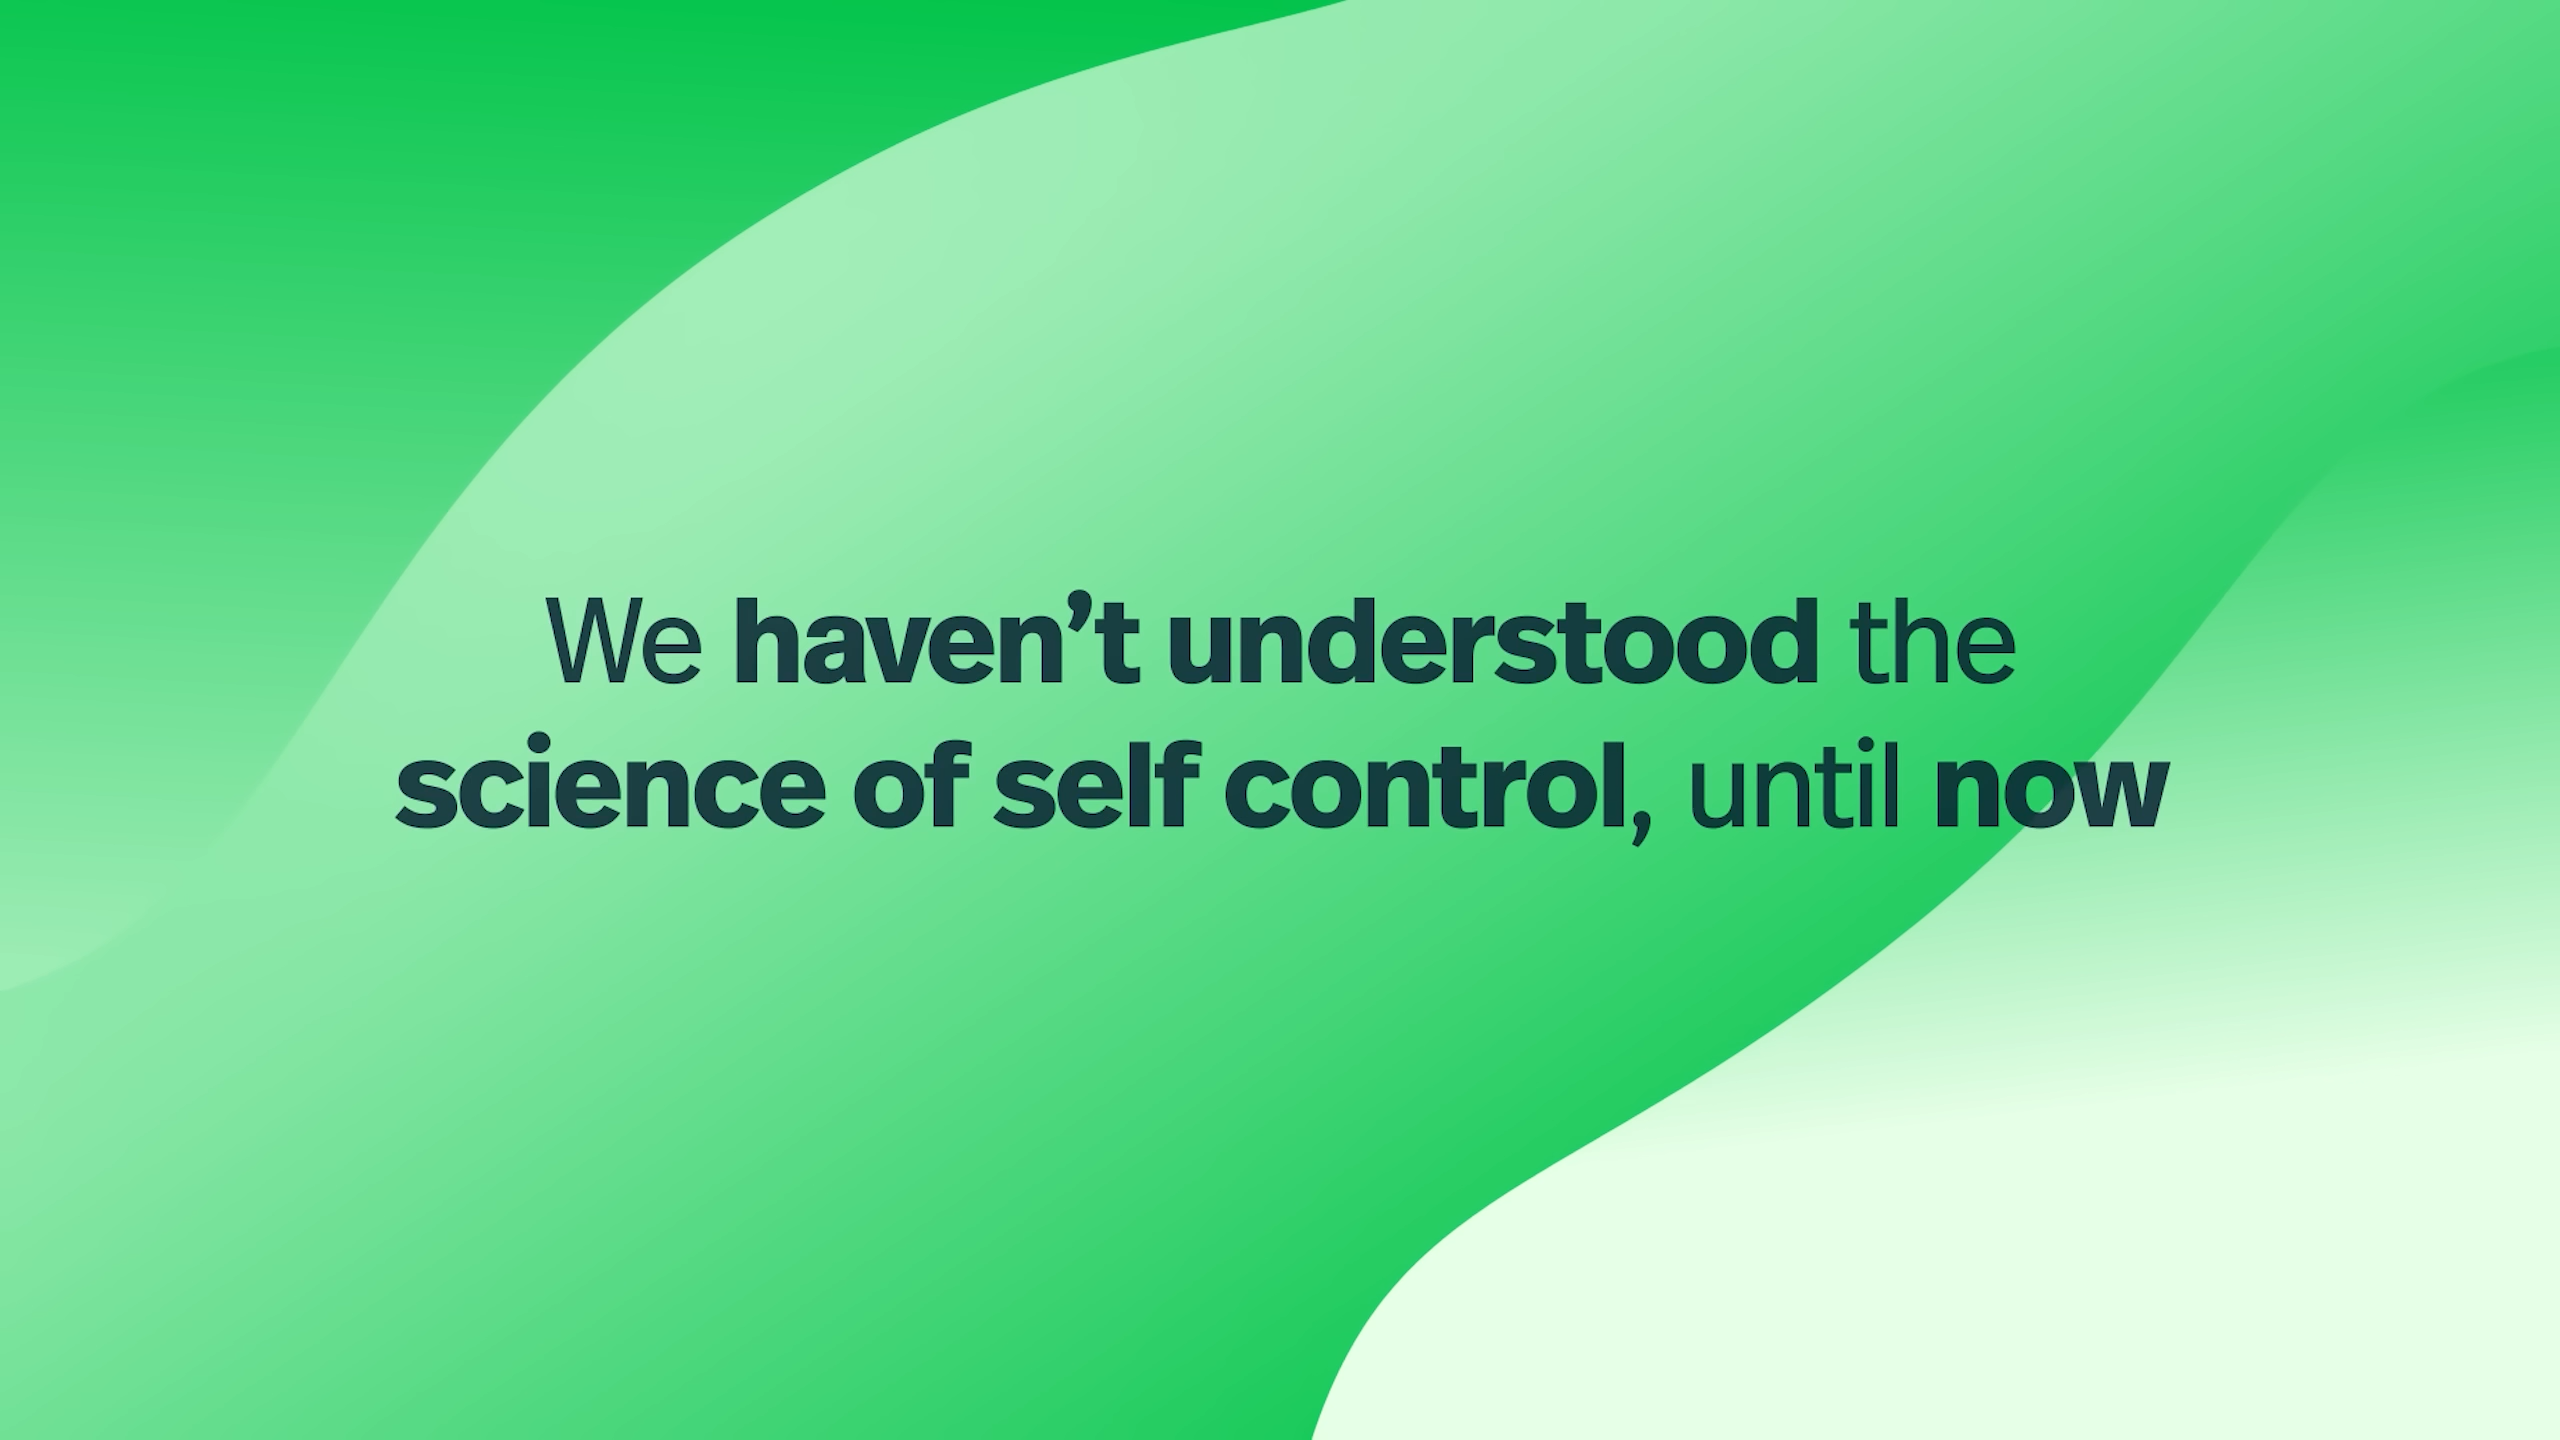 We haven’t understood the
science of self control, until now